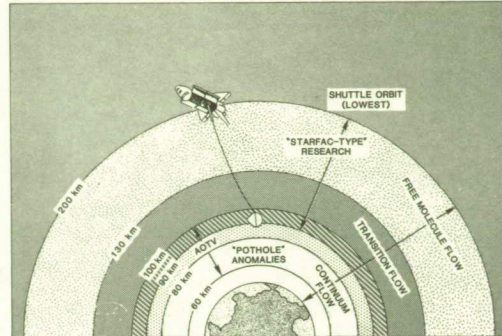 SHUTTLE ORBIT
(LOWEST)
"STARFAC-TYPE"
RESEARCH
FREE MOLECULE FLOW
TRANSITION FLOW
CONTINUUM
FLOW
"POTHOLE"
ANOMALIES
AOTV
200 km
130 km
100 km
90 km
80 km
60 km